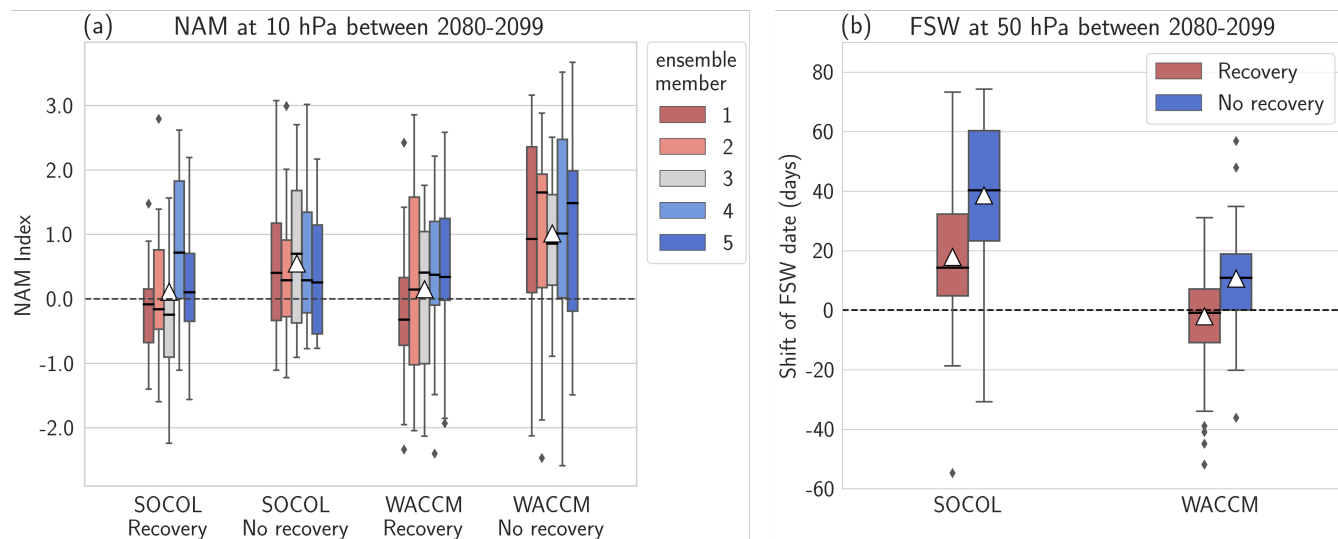 (a) NAM at 10 hPa between 2080-2099
NAM Index
3.0
2.0
1.0
0.0
-1.0
-2.0
SOCOL
Recovery
SOCOL
No recovery
WACCM
Recovery
WACCM
No recovery
ensemble
member
1
2
3
4
5
(b) FSW at 50 hPa between 2080-2099
Shift of FSW date (days)
80
60
40
20
0
-20
-40
-60
SOCOL
WACCM
Recovery
No recovery